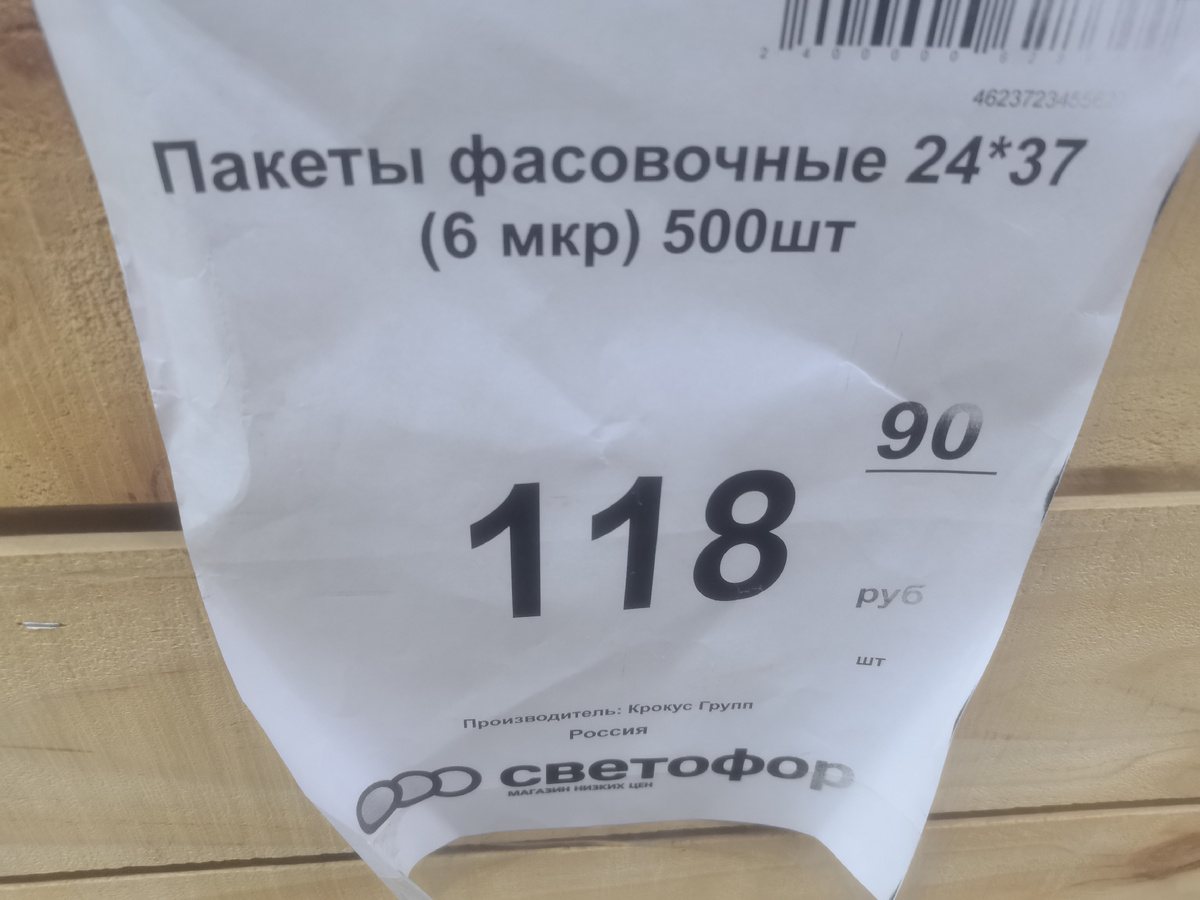 Пакеты фасовочные 24*37
(6 мкр) 500шт
90
118
руб
шт
Производитель: Крокус Групп
Россия
светофор
МАГАЗИН НИЗКИХ ЦЕН